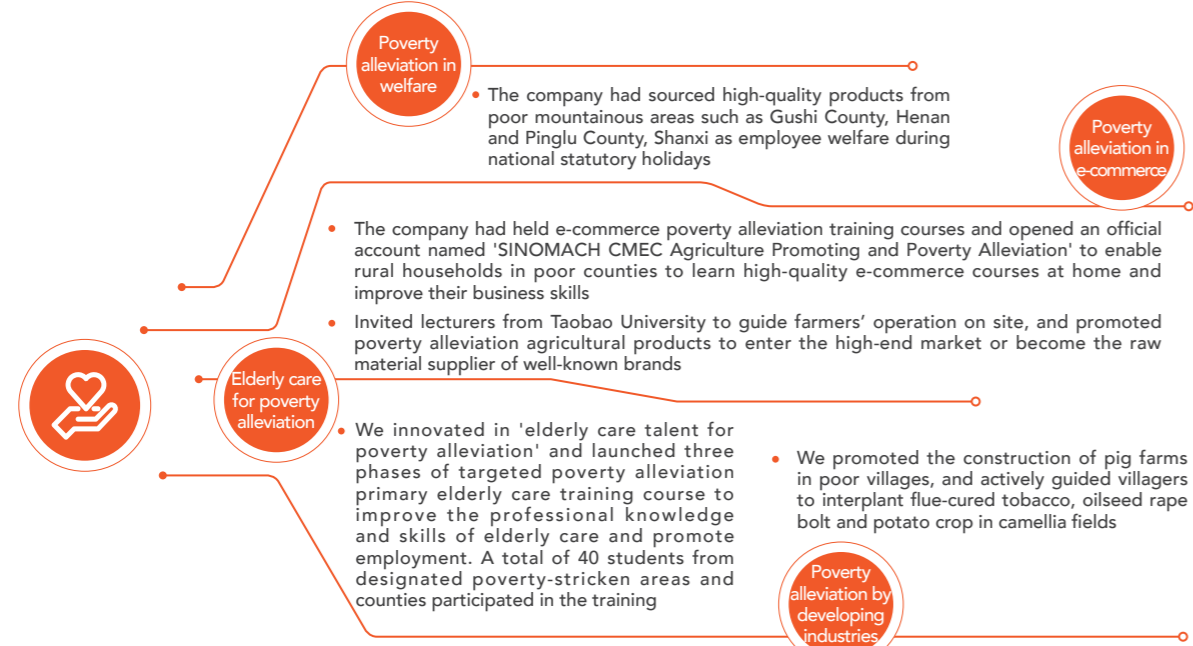 Poverty
alleviation in
welfare
• The company had sourced high-quality products from
poor mountainous areas such as Gushi County, Henan
and Pinglu County, Shanxi as employee welfare during
national statutory holidays
Poverty
alleviation in
e-commerce
• The company had held e-commerce poverty alleviation training courses and opened an official
account named 'SINOMACH CMEC Agriculture Promoting and Poverty Alleviation' to enable
rural households in poor counties to learn high-quality e-commerce courses at home and
improve their business skills
• Invited lecturers from Taobao University to guide farmers’ operation on site, and promoted
poverty alleviation agricultural products to enter the high-end market or become the raw
material supplier of well-known brands
Elderly care
for poverty
alleviation
• We innovated in 'elderly care talent for
poverty alleviation' and launched three
phases of targeted poverty alleviation
primary elderly care training course to
improve the professional knowledge
and skills of elderly care and promote
employment. A total of 40 students from
designated poverty-stricken areas and
counties participated in the training
• We promoted the construction of pig farms
in poor villages, and actively guided villagers
to interplant flue-cured tobacco, oilseed rape
bolt and potato crop in camellia fields
Poverty
alleviation by
developing
industries